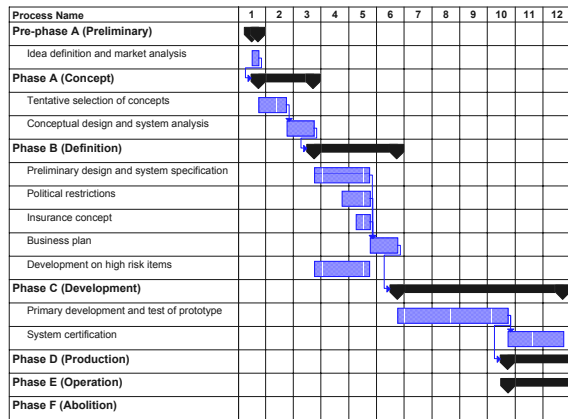 Process Name 1 2 3 4 5 6 7 8 9 10 11 12
Pre-phase A (Preliminary)
Idea definition and market analysis
Phase A (Concept)
Tentative selection of concepts
Conceptual design and system analysis
Phase B (Definition)
Preliminary design and system specification
Political restrictions
Insurance concept
Business plan
Development on high risk items
Phase C (Development)
Primary development and test of prototype
System certification
Phase D (Production)
Phase E (Operation)
Phase F (Abolition)